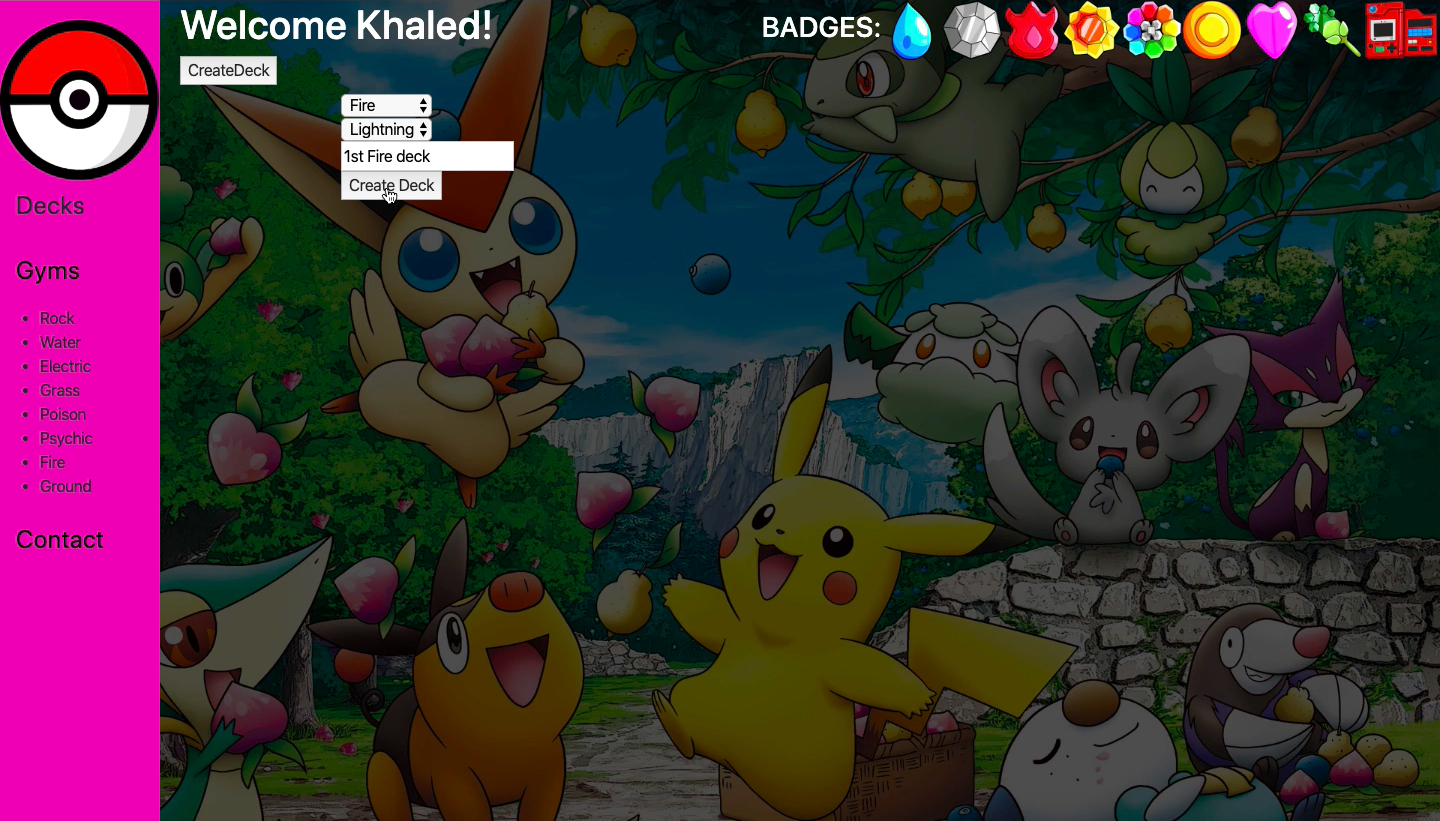 Welcome Khaled!
BADGES:
CreateDeck
Fire
Lightning
1st Fire deck
Create Deck
Decks
Gyms
Rock
Water
Electric
Grass
Poison
Psychic
Fire
Ground
Contact